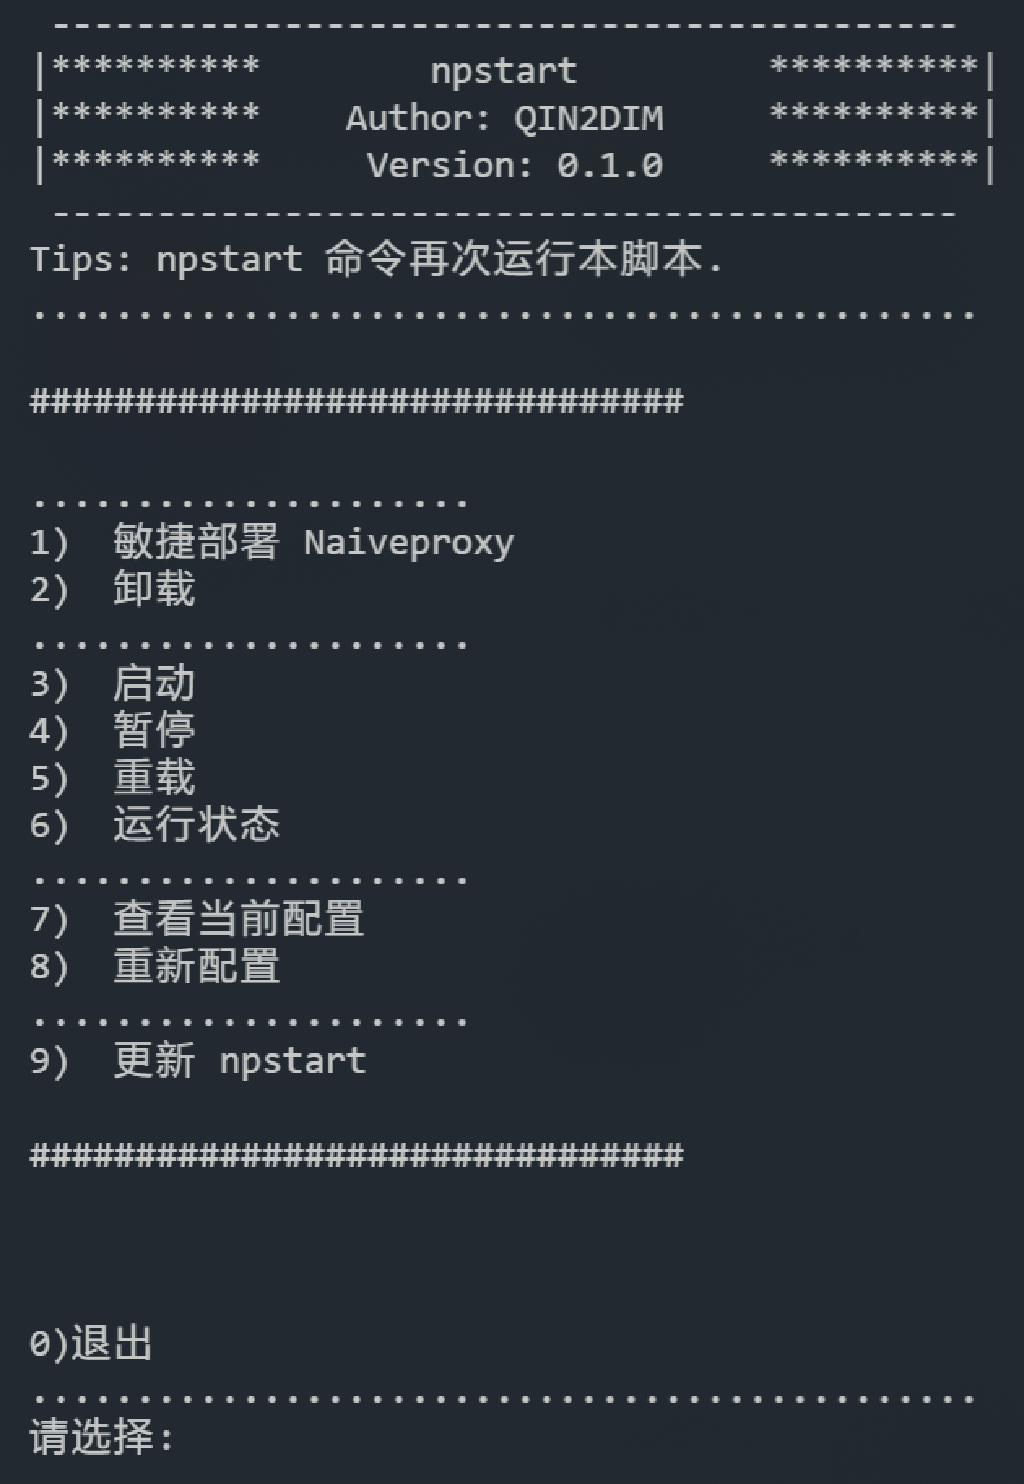 -------------------------------------------
|**********        npstart         **********|
|**********    Author: QIN2DIM     **********|
|**********     Version: 0.1.0     **********|
-------------------------------------------
Tips: npstart 命令再次运行本脚本.
.............................................
###############################
.....................
1)  敏捷部署 Naiveproxy
2)  卸载
.....................
3)  启动
4)  暂停
5)  重载
6)  运行状态
.....................
7)  查看当前配置
8)  重新配置
.....................
9)  更新 npstart
###############################
0)退出
.............................................
请选择: